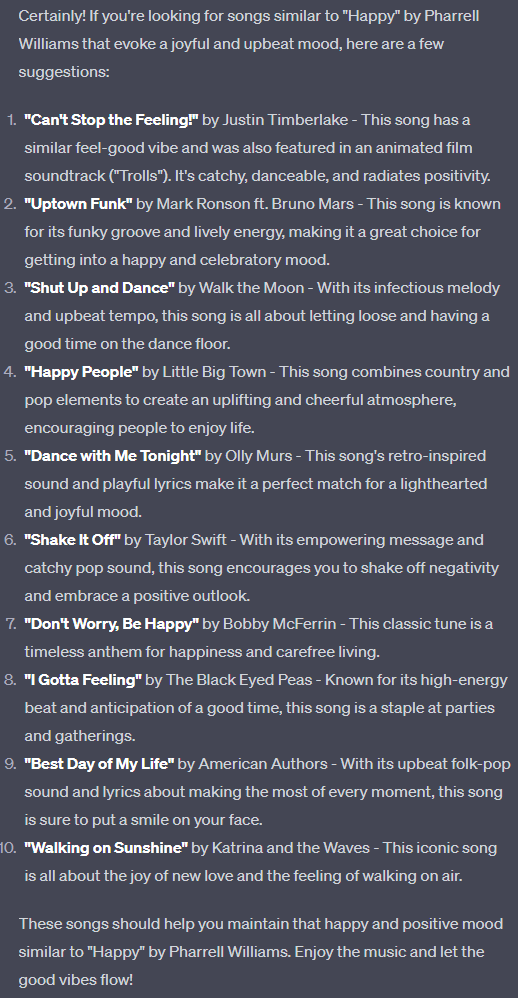 Certainly! If you're looking for songs similar to "Happy" by Pharrell
Williams that evoke a joyful and upbeat mood, here are a few
suggestions:
1. "Can't Stop the Feeling!" by Justin Timberlake - This song has a
similar feel-good vibe and was also featured in an animated film
soundtrack ("Trolls"). It's catchy, danceable, and radiates positivity.
2. "Uptown Funk" by Mark Ronson ft. Bruno Mars - This song is known
for its funky groove and lively energy, making it a great choice for
getting into a happy and celebratory mood.
3. "Shut Up and Dance" by Walk the Moon - With its infectious melody
and upbeat tempo, this song is all about letting loose and having a
good time on the dance floor.
4. "Happy People" by Little Big Town - This song combines country and
pop elements to create an uplifting and cheerful atmosphere,
encouraging people to enjoy life.
5. "Dance with Me Tonight" by Olly Murs - This song's retro-inspired
sound and playful lyrics make it a perfect match for a lighthearted
and joyful mood.
6. "Shake It Off" by Taylor Swift - With its empowering message and
catchy pop sound, this song encourages you to shake off negativity
and embrace a positive outlook.
7. "Don't Worry, Be Happy" by Bobby McFerrin - This classic tune is a
timeless anthem for happiness and carefree living.
8. "I Gotta Feeling" by The Black Eyed Peas - Known for its high-energy
beat and anticipation of a good time, this song is a staple at parties
and gatherings.
9. "Best Day of My Life" by American Authors - With its upbeat folk-pop
sound and lyrics about making the most of every moment, this song
is sure to put a smile on your face.
10. "Walking on Sunshine" by Katrina and the Waves - This iconic song
is all about the joy of new love and the feeling of walking on air.
These songs should help you maintain that happy and positive mood
similar to "Happy" by Pharrell Williams. Enjoy the music and let the
good vibes flow!